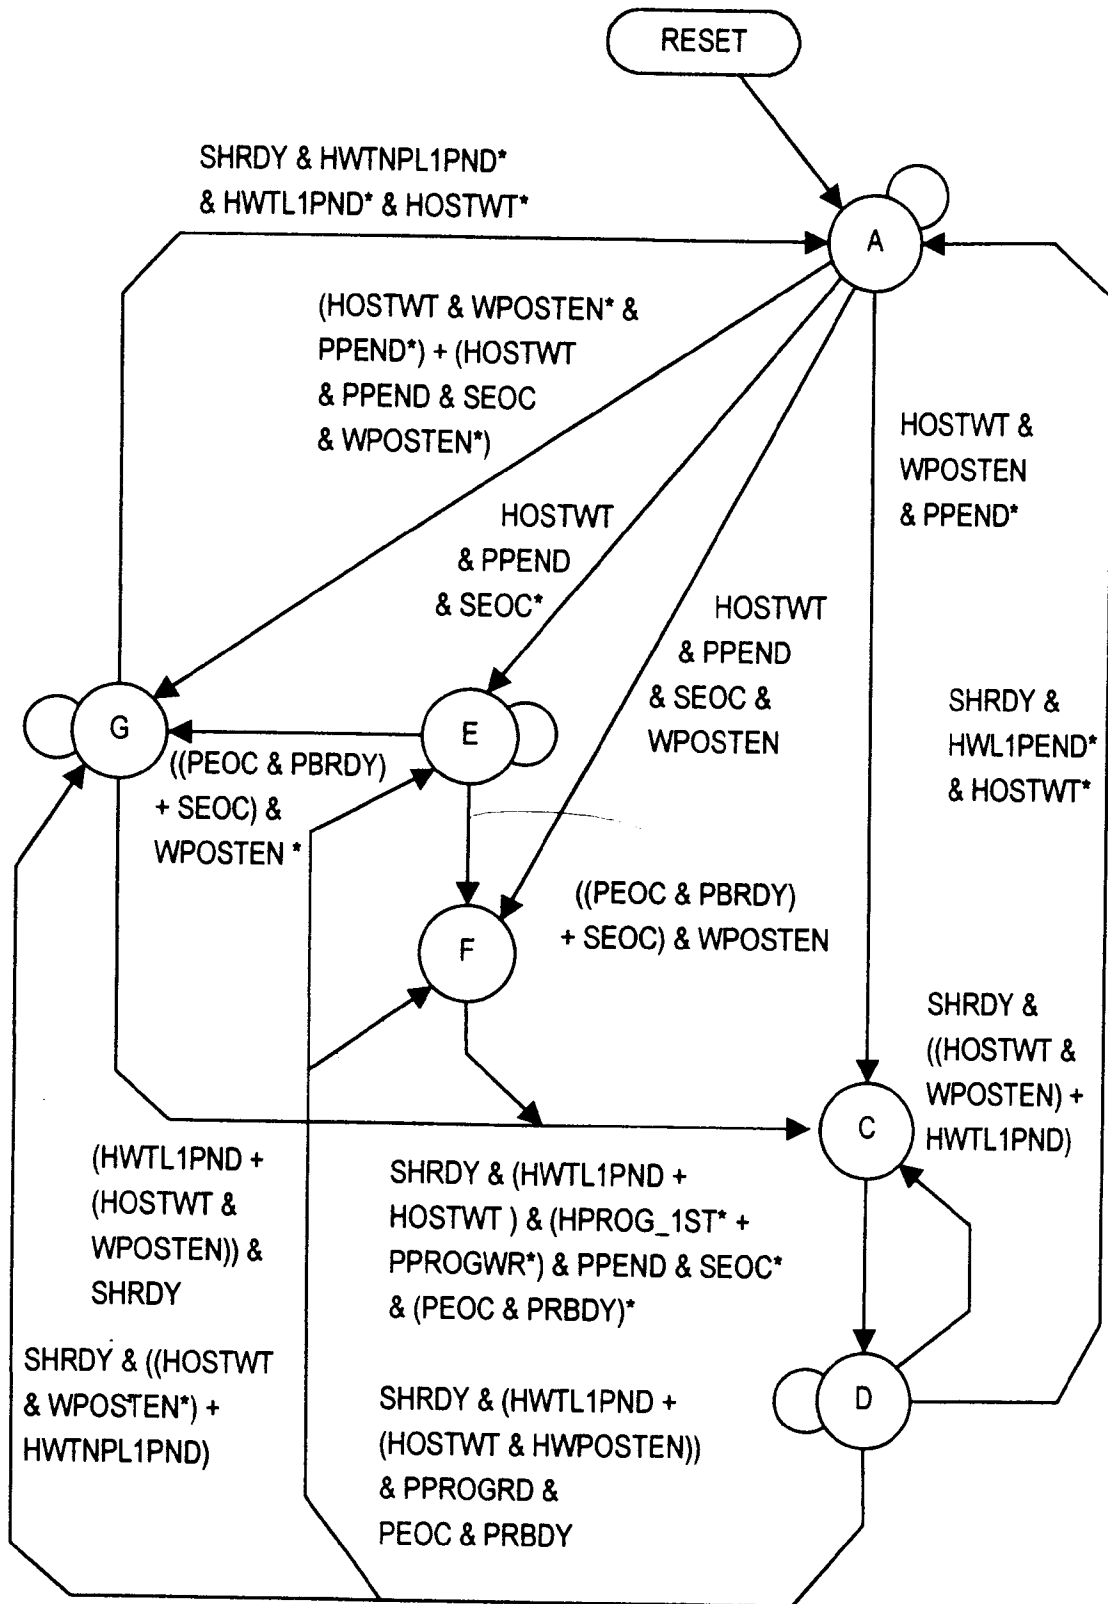 RESET
SHRDY & HWTNPL1PND*
& HWTL1PND* & HOSTWT*
A
(HOSTWT & WPOSTEN* &
PPEND*) + (HOSTWT
& PPEND & SEOC
& WPOSTEN*)
HOSTWT &
WPOSTEN
& PPEND*
HOSTWT
& PPEND
& SEOC*
HOSTWT
& PPEND
& SEOC &
WPOSTEN
SHRDY &
HWL1PEND*
& HOSTWT*
G
E
((PEOC & PBRDY)
+ SEOC) &
WPOSTEN *
((PEOC & PBRDY)
+ SEOC) & WPOSTEN
F
SHRDY &
((HOSTWT &
WPOSTEN) +
HWTL1PND)
C
(HWTL1PND +
(HOSTWT &
WPOSTEN)) &
SHRDY
SHRDY & (HWTL1PND +
HOSTWT ) & (HPROG_1ST* +
PPROGWR*) & PPEND & SEOC*
& (PEOC & PRBDY)*
SHRDY & ((HOSTWT
& WPOSTEN*) +
HWTNPL1PND)
SHRDY & (HWTL1PND +
(HOSTWT & HWPOSTEN))
& PPROGRD &
PEOC & PRBDY
D